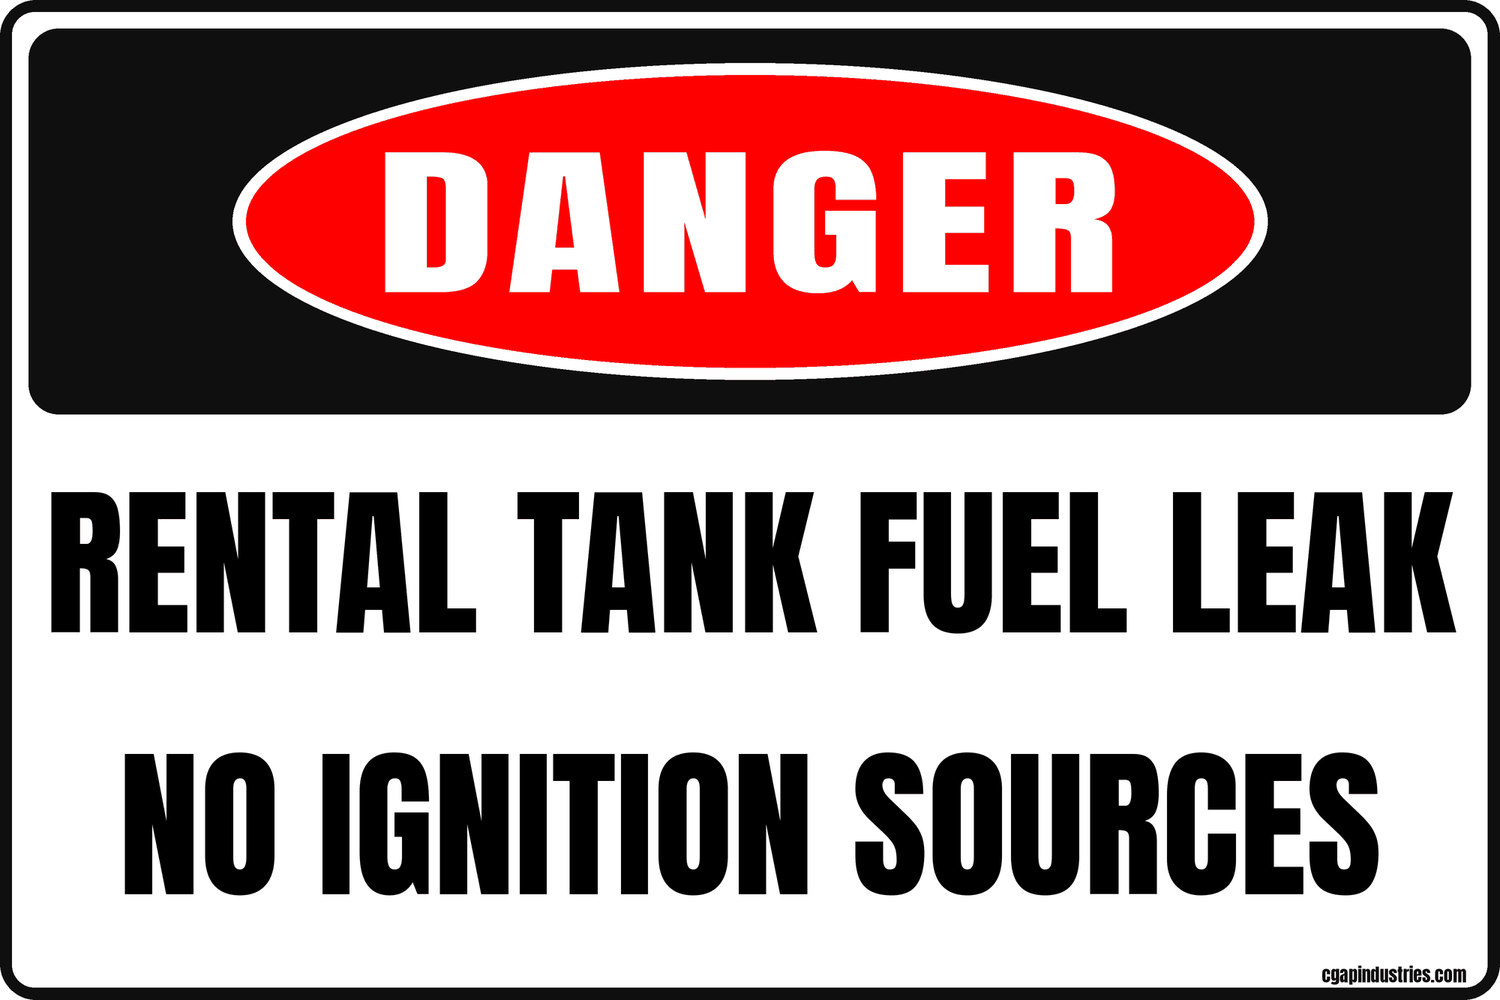 DANGER
RENTAL TANK FUEL LEAK
NO IGNITION SOURCES
cgapindustries.com